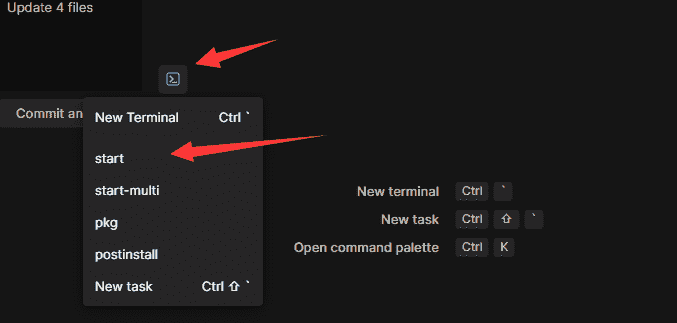 Update 4 files
Commit an
New Terminal Ctrl `
start
start-multi
pkg
postinstall
New task Ctrl ⇧ `
New terminal Ctrl `
New task Ctrl ⇧ `
Open command palette Ctrl K